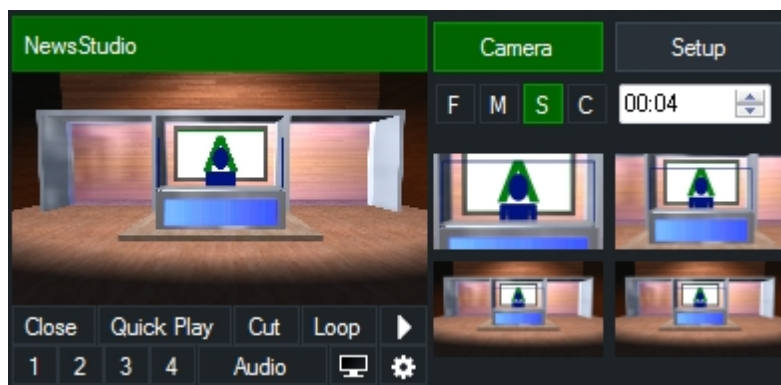 NewsStudio
Camera Setup
F M S C 00:04
Close Quick Play Cut Loop
1 2 3 4 Audio